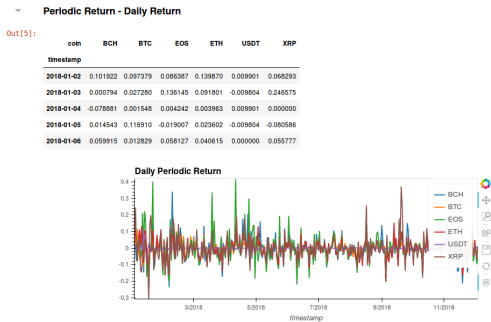 Periodic Return - Daily Return
Out[5]:
coin BCH BTC EOS ETH USDT XRP
timestamp
2018-01-02 0.101922 0.097379 0.086387 0.139870 0.009901 0.068293
2018-01-03 0.000794 0.027280 0.136145 0.091801 -0.009804 0.246575
2018-01-04 -0.078881 0.001548 0.004242 0.003963 0.009901 0.000000
2018-01-05 0.014543 0.116910 -0.019007 0.023602 -0.009804 -0.080586
2018-01-06 0.059915 0.012829 0.058127 0.040615 0.000000 0.055777
Daily Periodic Return
0.4
0.3
0.2
0.1
0
-0.1
-0.2
-0.3
BCH
BTC
EOS
ETH
USDT
XRP
3/2018 5/2018 7/2018 9/2018 11/2018
timestamp